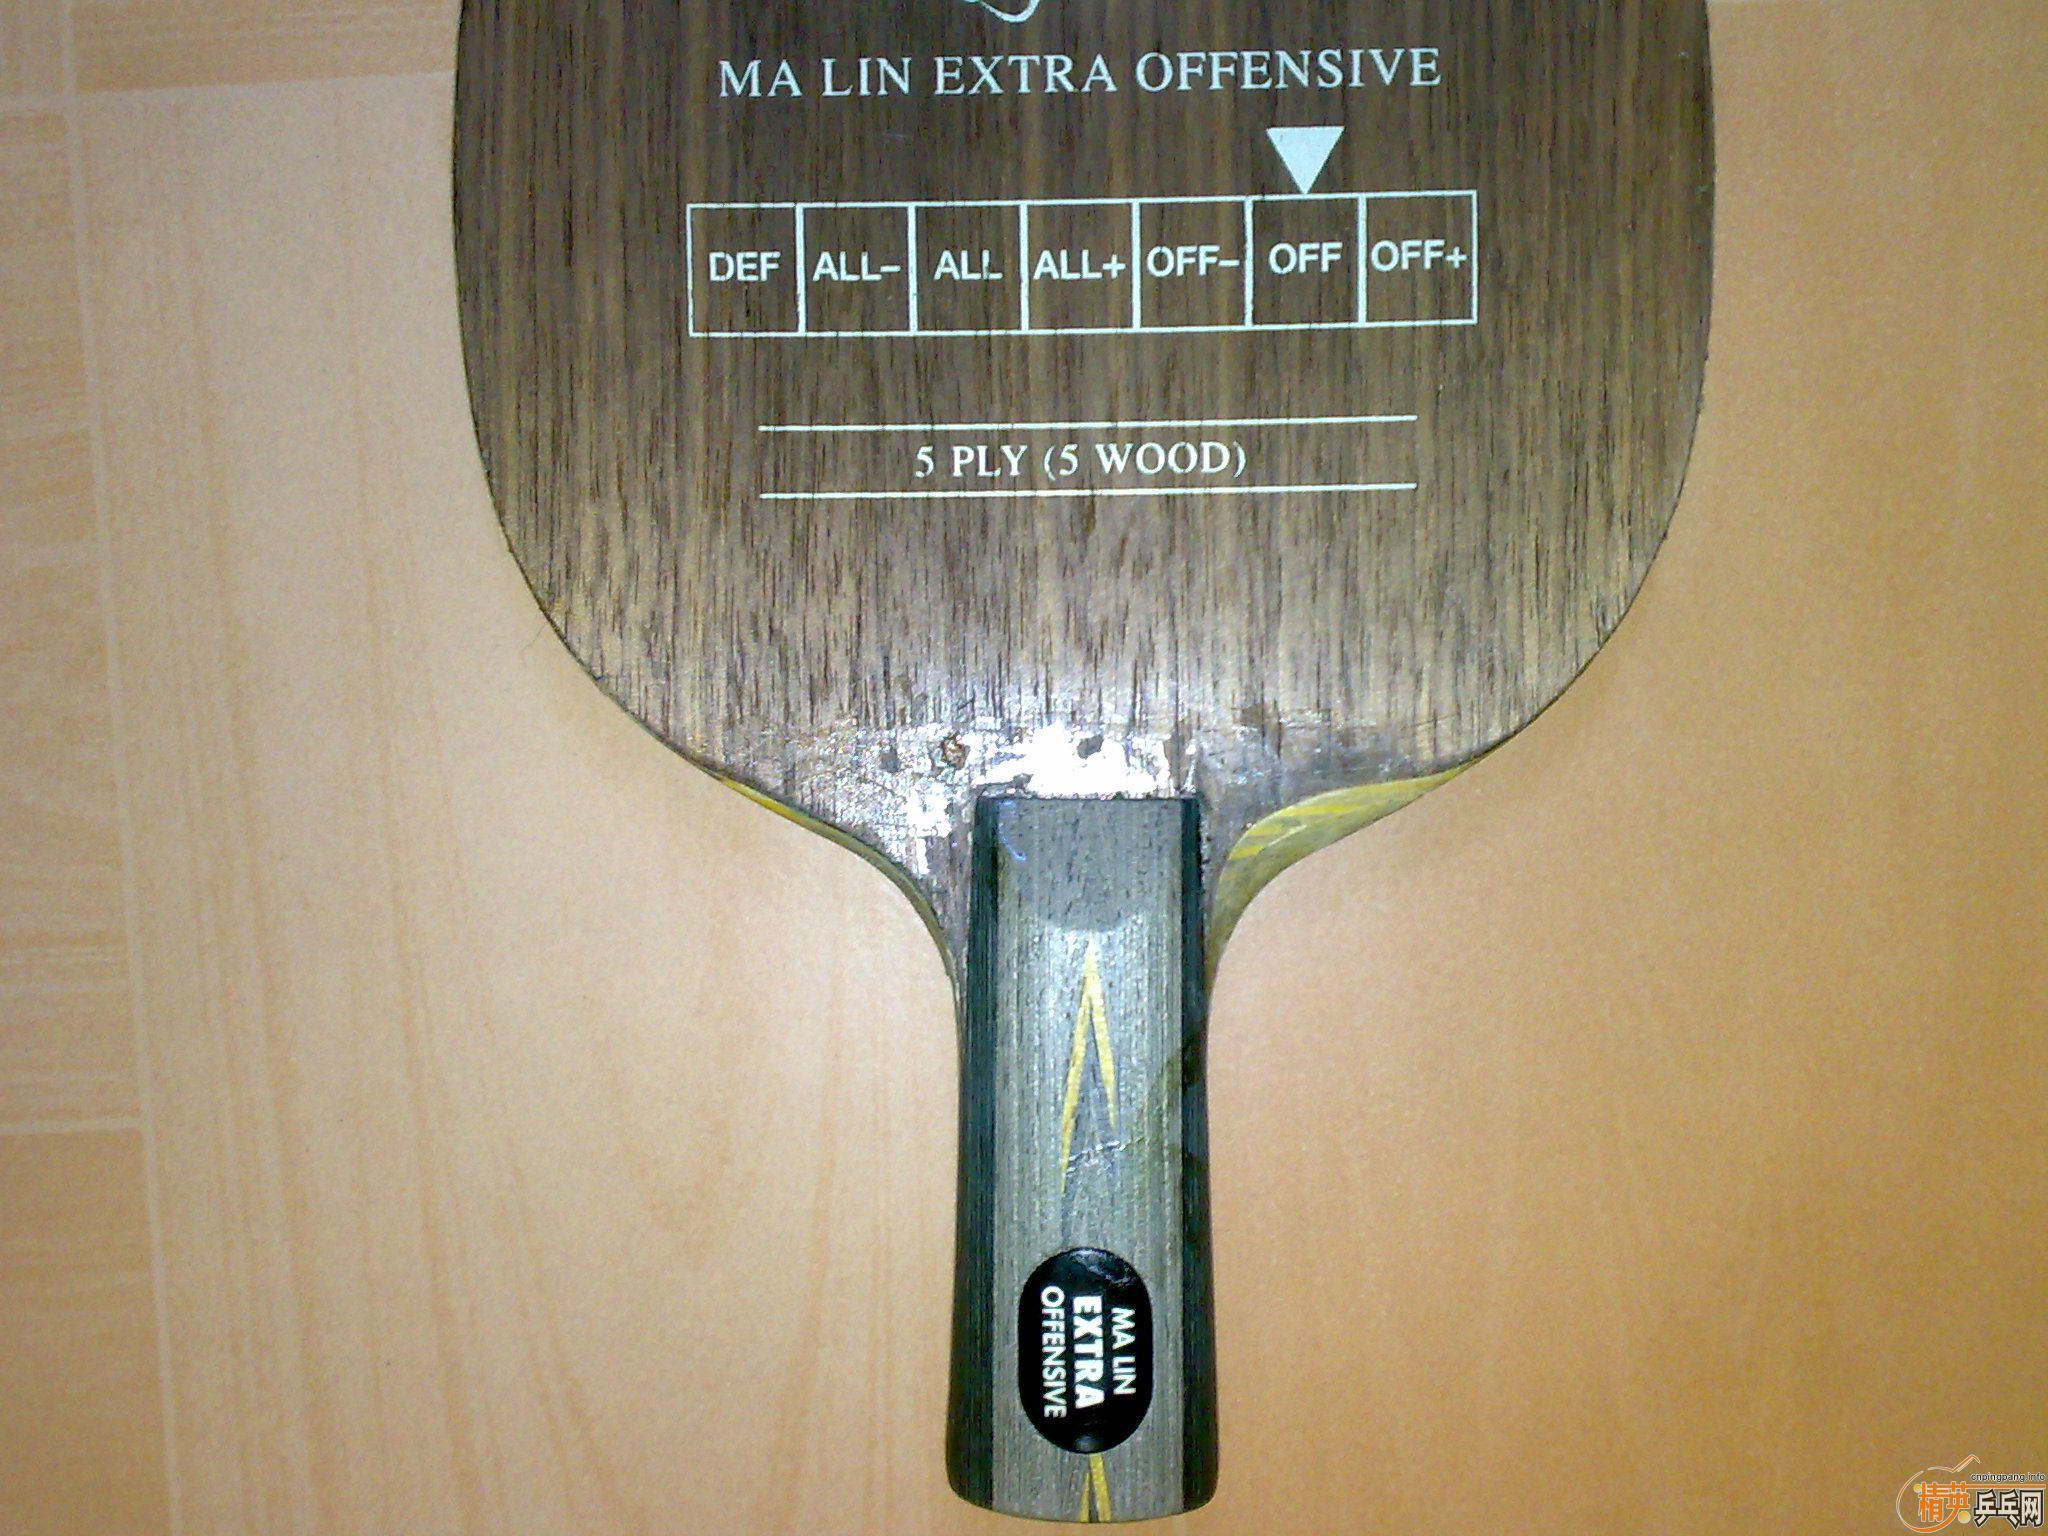 MA LIN EXTRA OFFENSIVE
DEF ALL- ALL ALL+ OFF- OFF OFF+
5 PLY (5 WOOD)
MA LIN
EXTRA
OFFENSIVE
cnpingpang.info
精英乒乓网